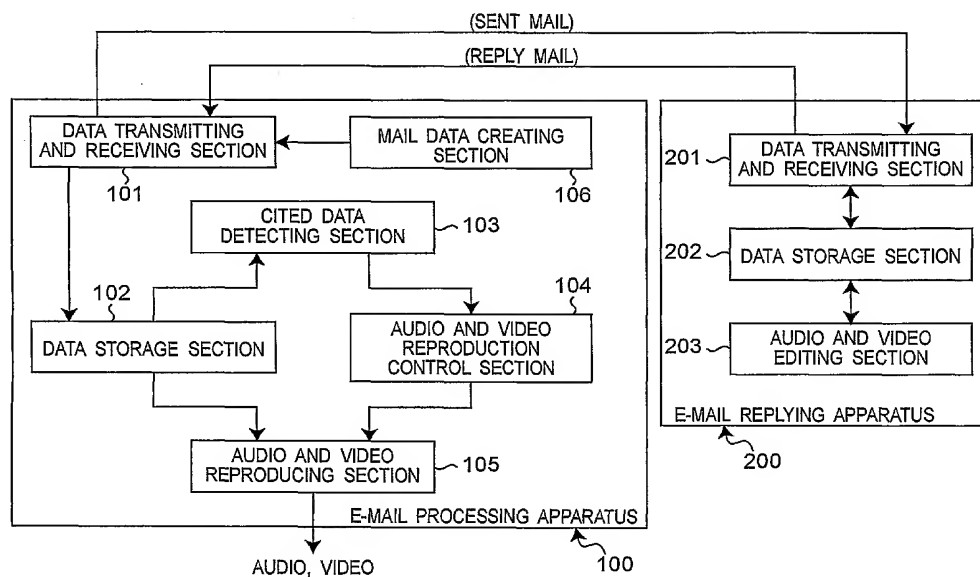 (SENT MAIL)
(REPLY MAIL)
DATA TRANSMITTING
AND RECEIVING SECTION
101
MAIL DATA CREATING
SECTION
106
CITED DATA
DETECTING SECTION
103
102
DATA STORAGE SECTION
104
AUDIO AND VIDEO
REPRODUCTION
CONTROL SECTION
AUDIO AND VIDEO
REPRODUCING SECTION
105
E-MAIL PROCESSING APPARATUS
100
AUDIO, VIDEO
201
DATA TRANSMITTING
AND RECEIVING SECTION
202
DATA STORAGE SECTION
203
AUDIO AND VIDEO
EDITING SECTION
E-MAIL REPLYING APPARATUS
200